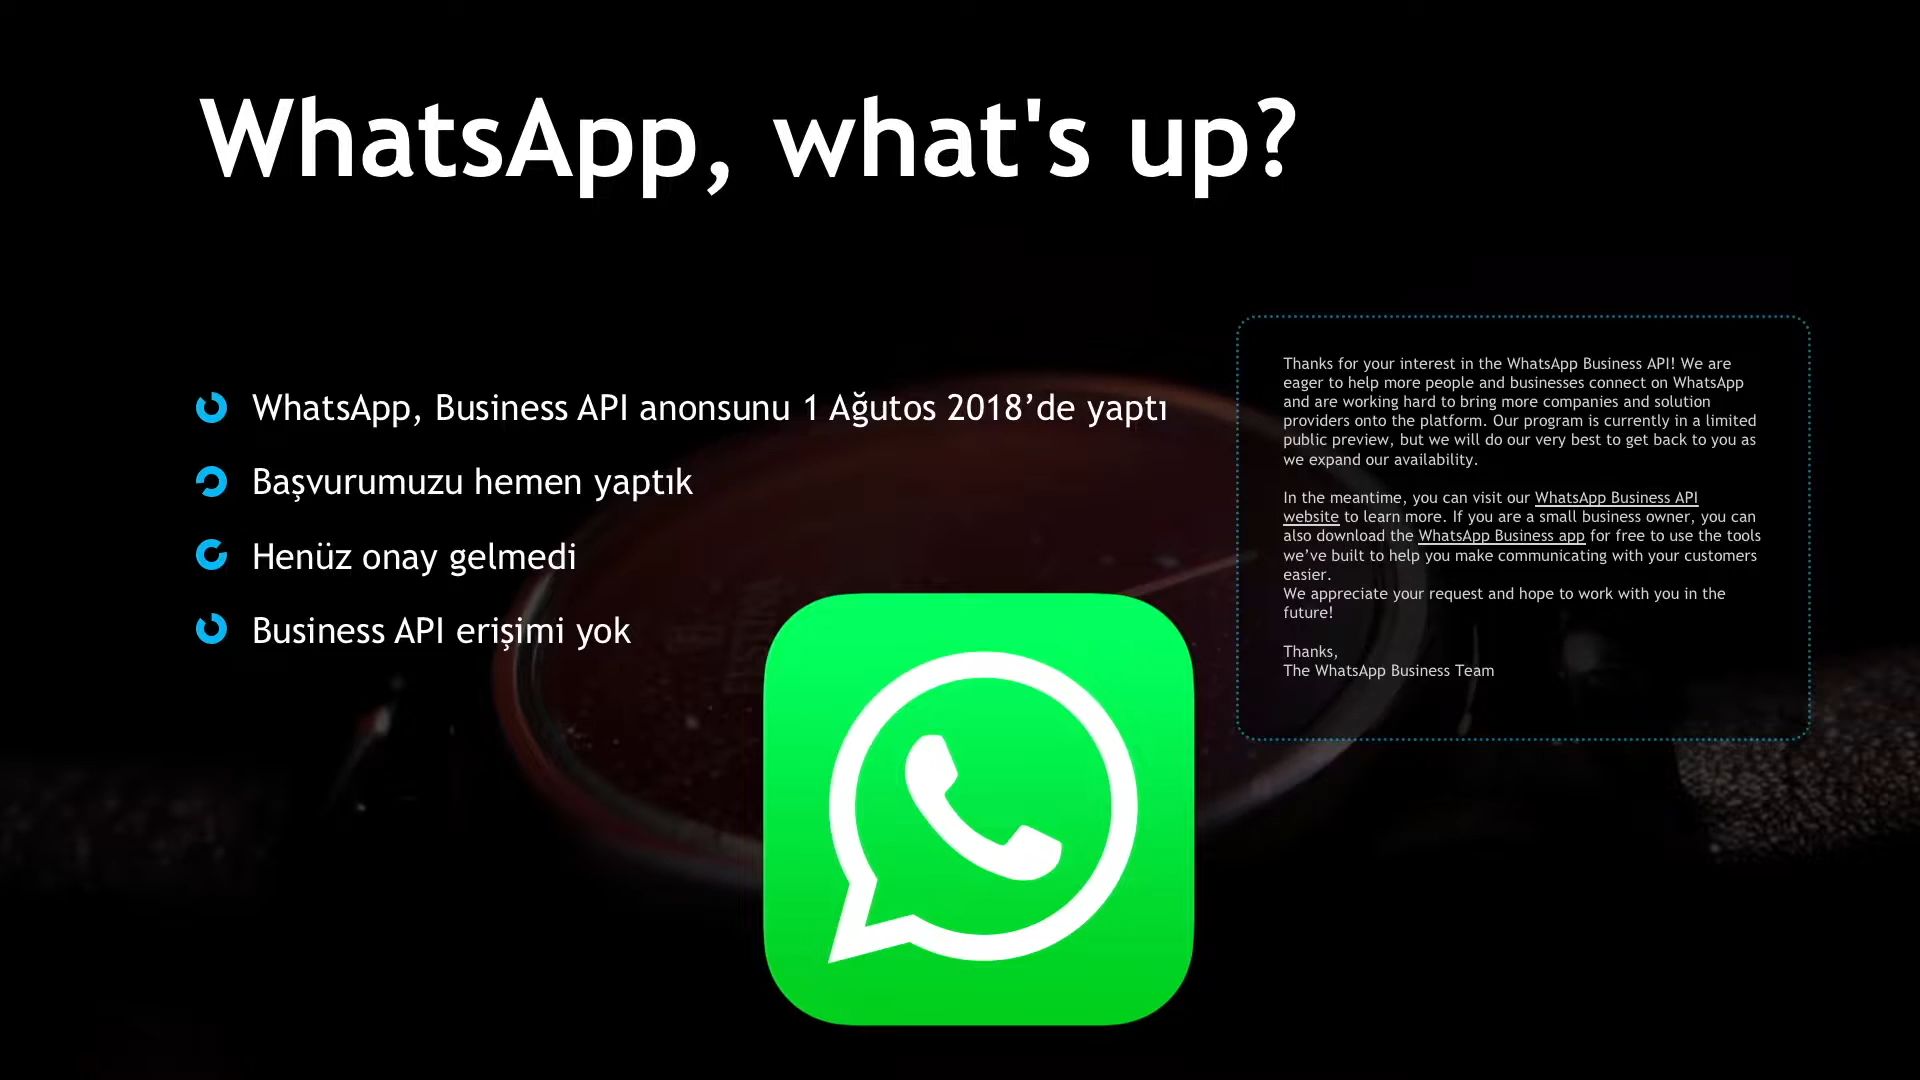 WhatsApp, what's up?
WhatsApp, Business API anonsunu 1 Ağutos 2018’de yaptı
Başvurumuzu hemen yaptık
Henüz onay gelmedi
Business API erişimi yok
Thanks for your interest in the WhatsApp Business API! We are
eager to help more people and businesses connect on WhatsApp
and are working hard to bring more companies and solution
providers onto the platform. Our program is currently in a limited
public preview, but we will do our very best to get back to you as
we expand our availability.
In the meantime, you can visit our WhatsApp Business API
website to learn more. If you are a small business owner, you can
also download the WhatsApp Business app for free to use the tools
we’ve built to help you make communicating with your customers
easier.
We appreciate your request and hope to work with you in the
future!
Thanks,
The WhatsApp Business Team